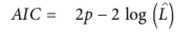 AIC = 2p − 2 log (L̂)